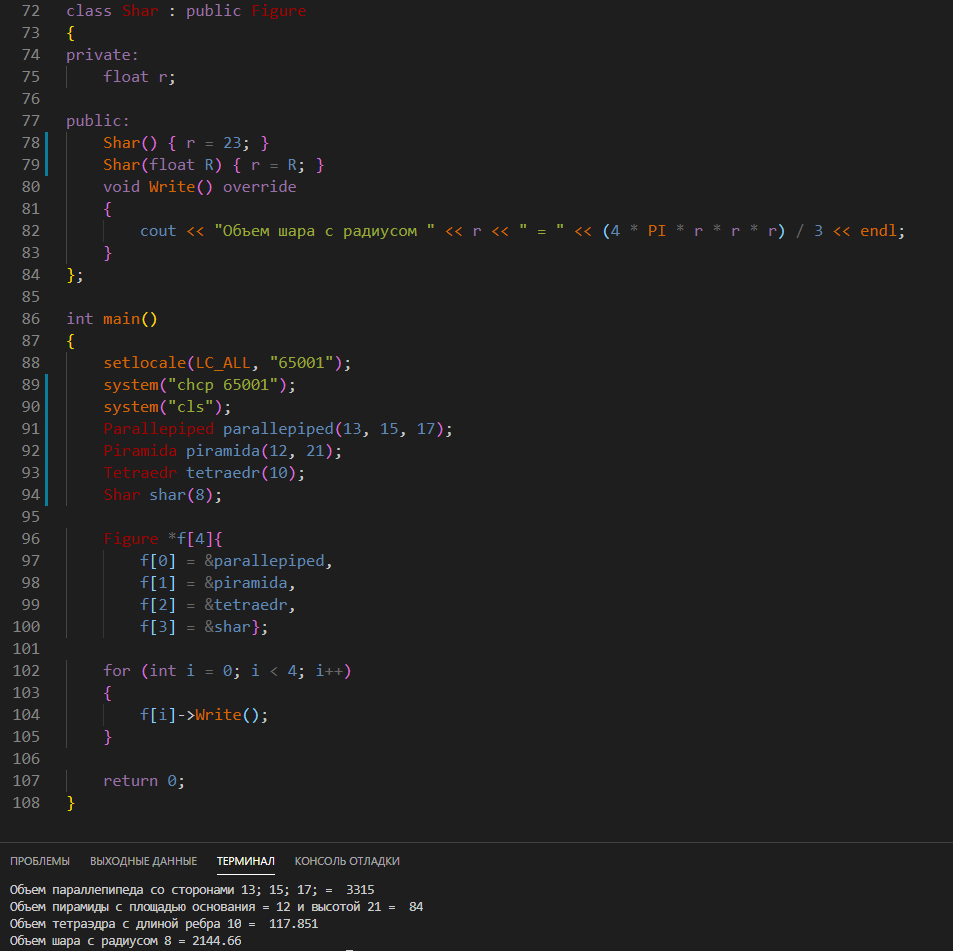 72 class Shar : public Figure
73 {
74 private:
75     float r;
76
77 public:
78     Shar() { r = 23; }
79     Shar(float R) { r = R; }
80     void Write() override
81     {
82         cout << "Объем шара с радиусом " << r << " = " << (4 * PI * r * r * r) / 3 << endl;
83     }
84 };
85
86 int main()
87 {
88     setlocale(LC_ALL, "65001");
89     system("chcp 65001");
90     system("cls");
91     Parallepiped parallepiped(13, 15, 17);
92     Piramida piramida(12, 21);
93     Tetraedr tetraedr(10);
94     Shar shar(8);
95
96     Figure *f[4]{
97         f[0] = &parallepiped,
98         f[1] = &piramida,
99         f[2] = &tetraedr,
100         f[3] = &shar};
101
102     for (int i = 0; i < 4; i++)
103     {
104         f[i]->Write();
105     }
106
107     return 0;
108 }
ПРОБЛЕМЫ ВЫХОДНЫЕ ДАННЫЕ ТЕРМИНАЛ КОНСОЛЬ ОТЛАДКИ
Объем параллепипеда со сторонами 13; 15; 17; =  3315
Объем пирамиды с площадью основания = 12 и высотой 21 =  84
Объем тетраэдра с длиной ребра 10 =  117.851
Объем шара с радиусом 8 = 2144.66